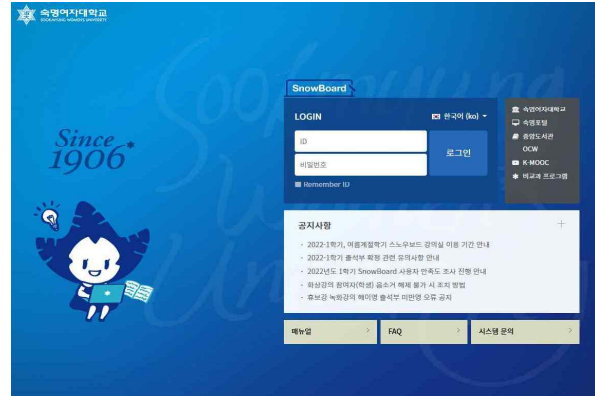 숙명여자대학교
SOOKMYUNG WOMEN'S UNIVERSITY
Sookmyung
Women's
Un
Since
1906
SnowBoard
LOGIN
한국어 (ko)
ID
비밀번호
로그인
Remember ID
숙명여자대학교
숙명포털
중앙도서관
OCW
K-MOOC
비교과 프로그램
공지사항
+
· 2022-1학기, 여름계절학기 스노우보드 강의실 이용 기간 안내
· 2022-1학기 출석부 확정 관련 유의사항 안내
· 2022년도 1학기 SnowBoard 사용자 만족도 조사 진행 안내
· 화상강의 참여자(학생) 음소거 해제 불가 시 조치 방법
· 휴보강 녹화강의 헤이영 출석부 미반영 오류 공지
매뉴얼 >
FAQ >
시스템 문의 >